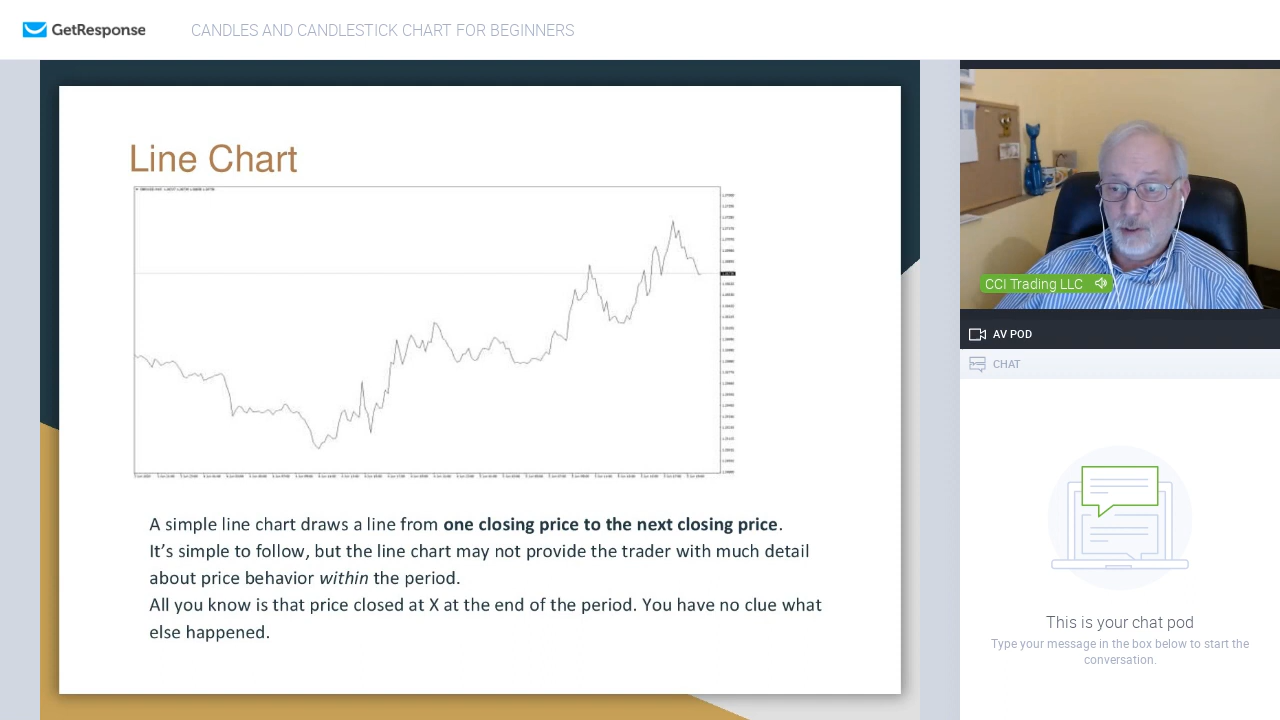 GetResponse
CANDLES AND CANDLESTICK CHART FOR BEGINNERS
Line Chart
A simple line chart draws a line from one closing price to the next closing price.
It’s simple to follow, but the line chart may not provide the trader with much detail
about price behavior within the period.
All you know is that price closed at X at the end of the period. You have no clue what
else happened.
CCI Trading LLC
AV POD
CHAT
This is your chat pod
Type your message in the box below to start the
conversation.